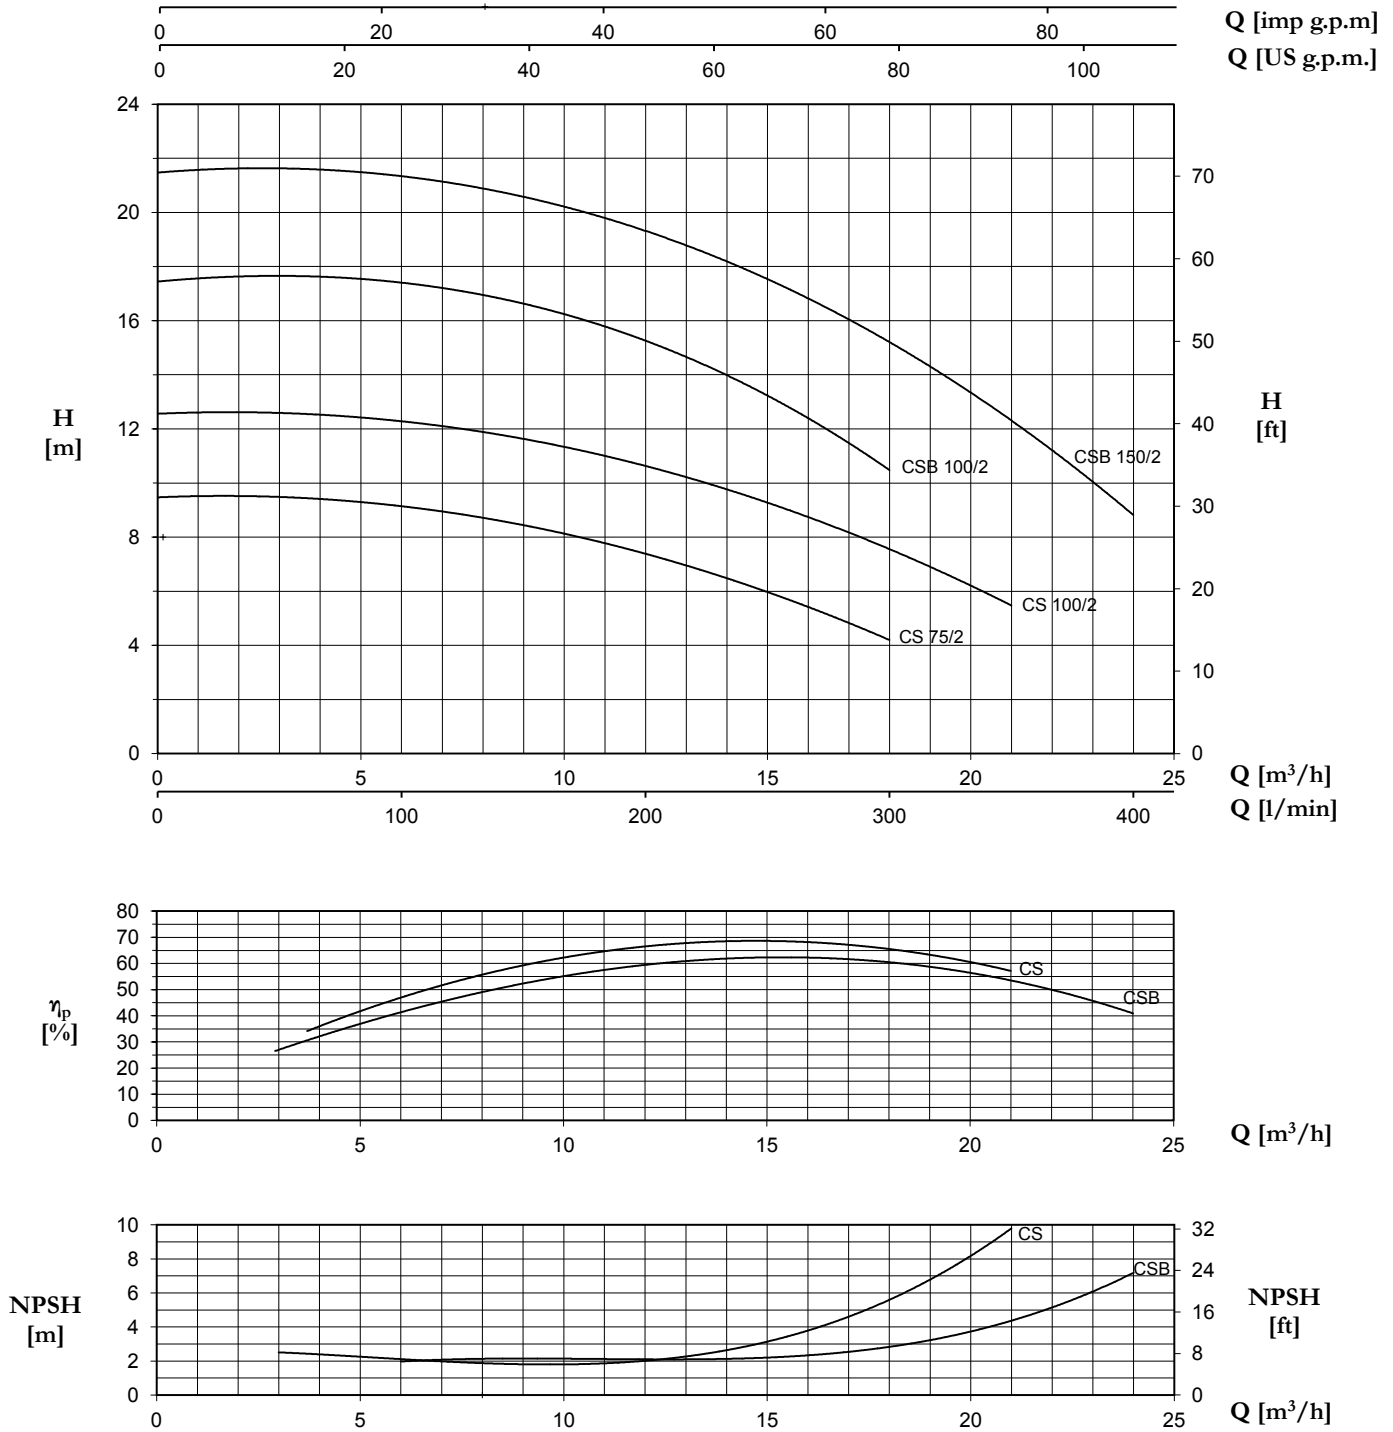 0 20 40 60 80 Q [imp g.p.m]
0 20 40 60 80 100 Q [US g.p.m.]
24
70
20
60
16
50
H
[m]
12
H
[ft]
40
CSB 150/2
CSB 100/2
30
8
20
CS 100/2
CS 75/2
4
10
0
0
0 5 10 15 20 25 Q [m³/h]
0 100 200 300 400 Q [l/min]
80
70
60
50
40
30
20
10
0
ηp
[%]
CS
CSB
0 5 10 15 20 25 Q [m³/h]
10
8
6
4
2
0
NPSH
[m]
CS
CSB
32
24
16
8
0
NPSH
[ft]
0 5 10 15 20 25 Q [m³/h]